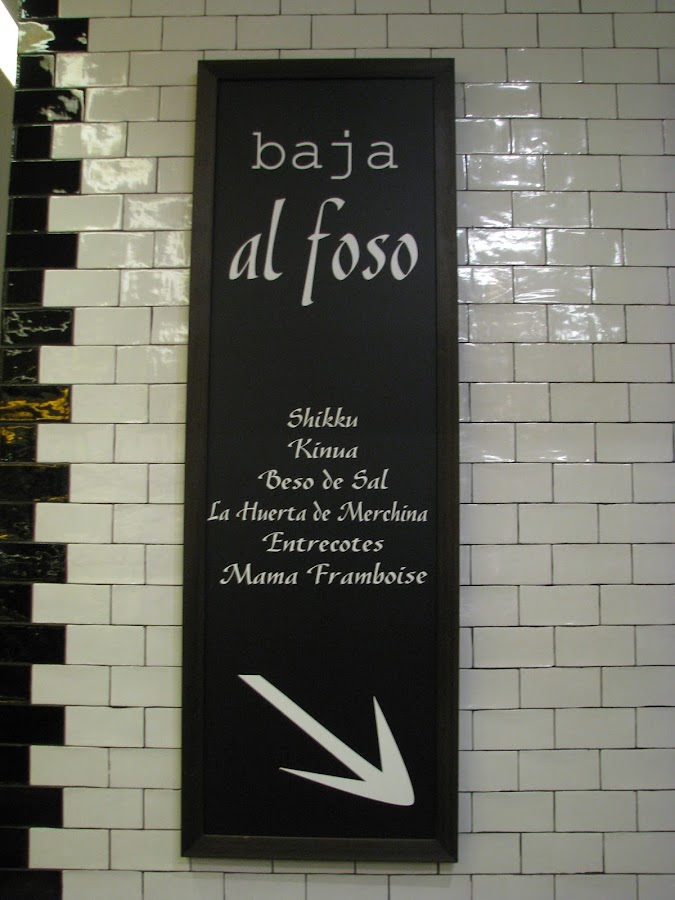 baja
al foso
Shikku
Kinua
Beso de Sal
La Huerta de Merchina
Entrecotes
Mama Framboise